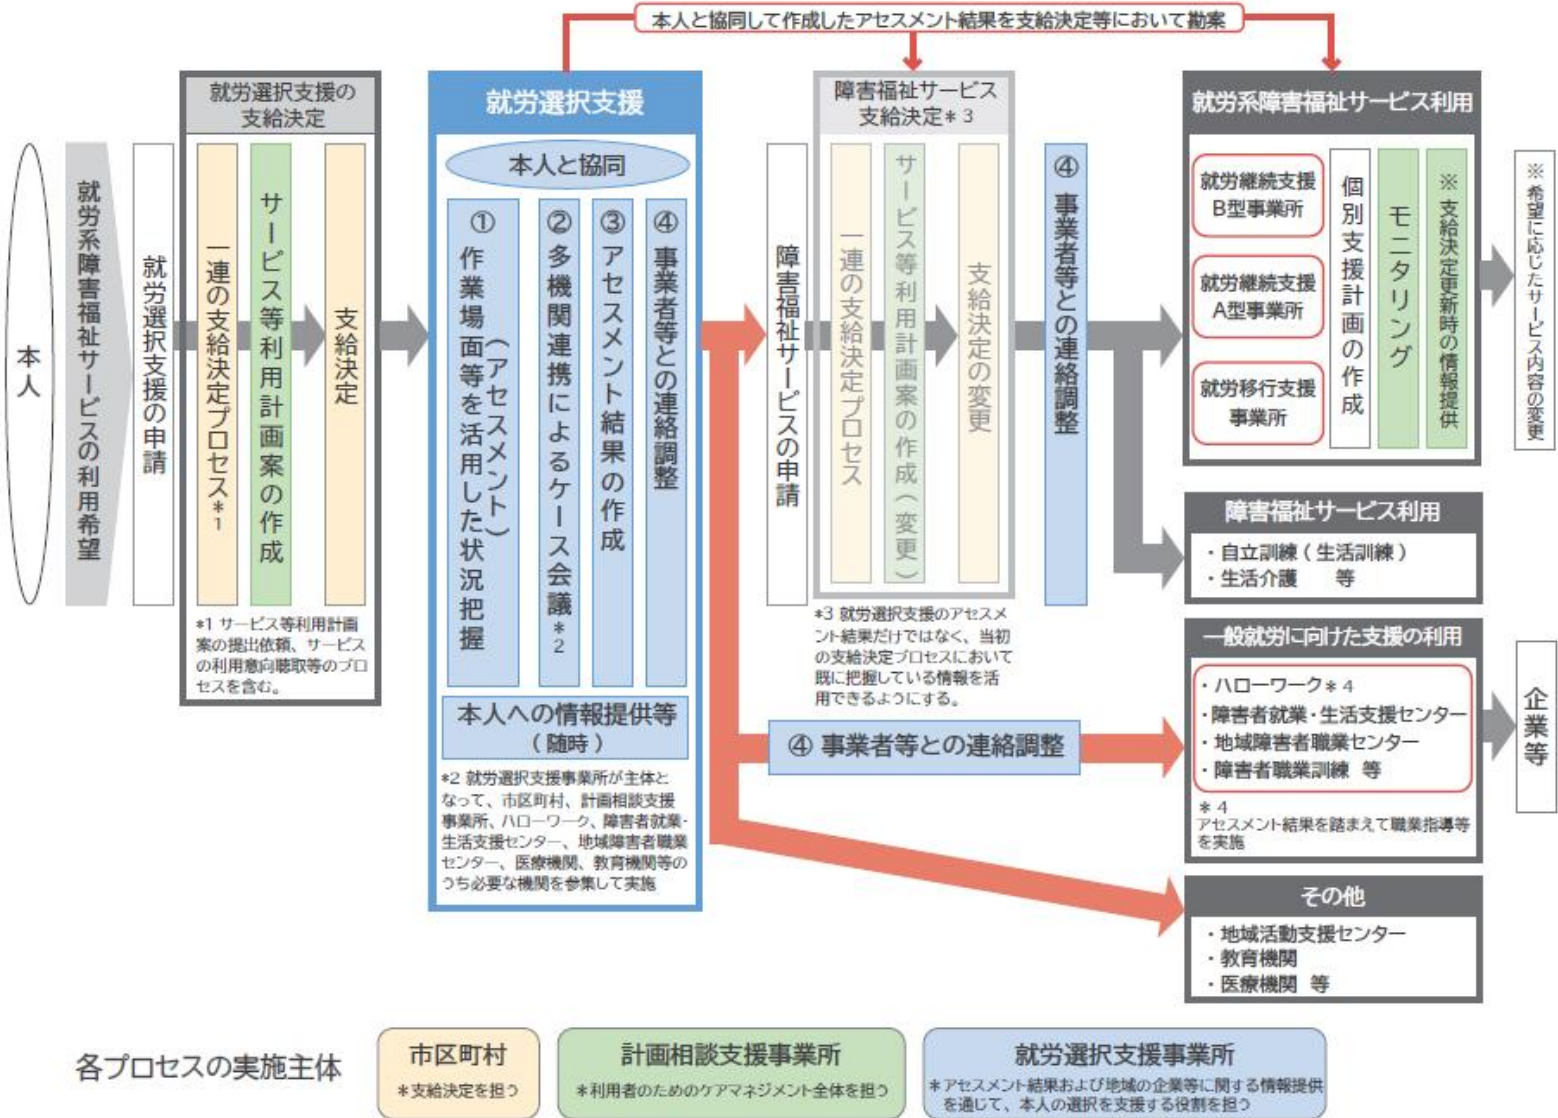 本人と協同して作成したアセスメント結果を支給決定等において勘案
本人
就労系障害福祉サービスの利用希望
就労選択支援の申請
就労選択支援の
支給決定
一連の支給決定プロセス*1
サービス等利用計画案の作成
支給決定
*1 サービス等利用計画
案の提出依頼、サービス
の利用意向聴取等のプロ
セスを含む。
就労選択支援
本人と協同
① 作業場面等を活用した状況把握
(アセスメント)
② 多機関連携によるケース会議*2
③ アセスメント結果の作成
④ 事業者等との連絡調整
本人への情報提供等
(随時)
*2 就労選択支援事業所が主体と
なって、市区町村、計画相談支援
事業所、ハローワーク、障害者就業・
生活支援センター、地域障害者職業
センター、医療機関、教育機関等の
うち必要な機関を参集して実施
障害福祉サービスの申請
障害福祉サービス
支給決定*3
一連の支給決定プロセス
サービス等利用計画案の作成(変更)
支給決定の変更
*3 就労選択支援のアセスメ
ント結果だけではなく、当初
の支給決定プロセスにおいて
既に把握している情報を活
用できるようにする。
④ 事業者等との連絡調整
④ 事業者等との連絡調整
就労系障害福祉サービス利用
就労継続支援
B型事業所
就労継続支援
A型事業所
就労移行支援
事業所
個別支援計画の作成
モニタリング
※支給決定更新時の情報提供
※希望に応じたサービス内容の変更
障害福祉サービス利用
・自立訓練(生活訓練)
・生活介護 等
一般就労に向けた支援の利用
・ハローワーク*4
・障害者就業・生活支援センター
・地域障害者職業センター
・障害者職業訓練 等
*4
アセスメント結果を踏まえて職業指導等
を実施
企業等
その他
・地域活動支援センター
・教育機関
・医療機関 等
各プロセスの実施主体
市区町村
*支給決定を担う
計画相談支援事業所
*利用者のためのケアマネジメント全体を担う
就労選択支援事業所
*アセスメント結果および地域の企業等に関する情報提供
を通じて、本人の選択を支援する役割を担う